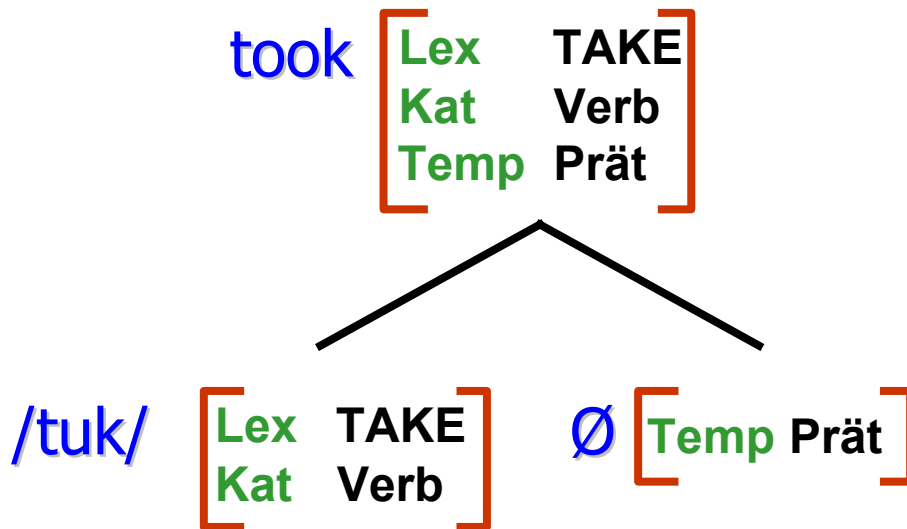 took Lex TAKE
Kat Verb
Temp Prät
/tuk/ Lex TAKE
Kat Verb
Ø Temp Prät